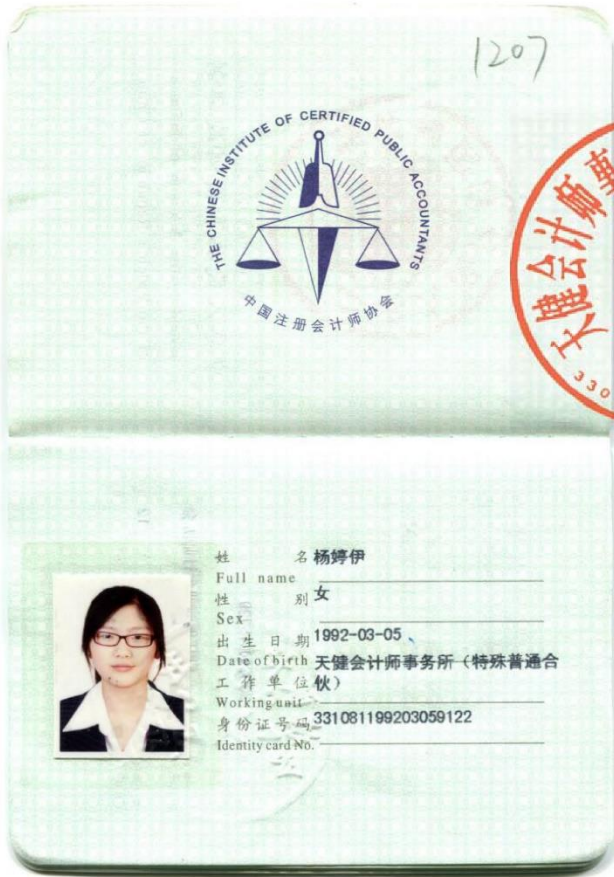 1207
THE CHINESE INSTITUTE OF CERTIFIED PUBLIC ACCOUNTANTS
中国注册会计师协会
天健会计师事
330
姓 名 杨婷伊
Full name
性 别 女
Sex
出生日期 1992-03-05
Date of birth
工作单位 天健会计师事务所（特殊普通合
伙）
Working unit
身份证号码 331081199203059122
Identity card No.